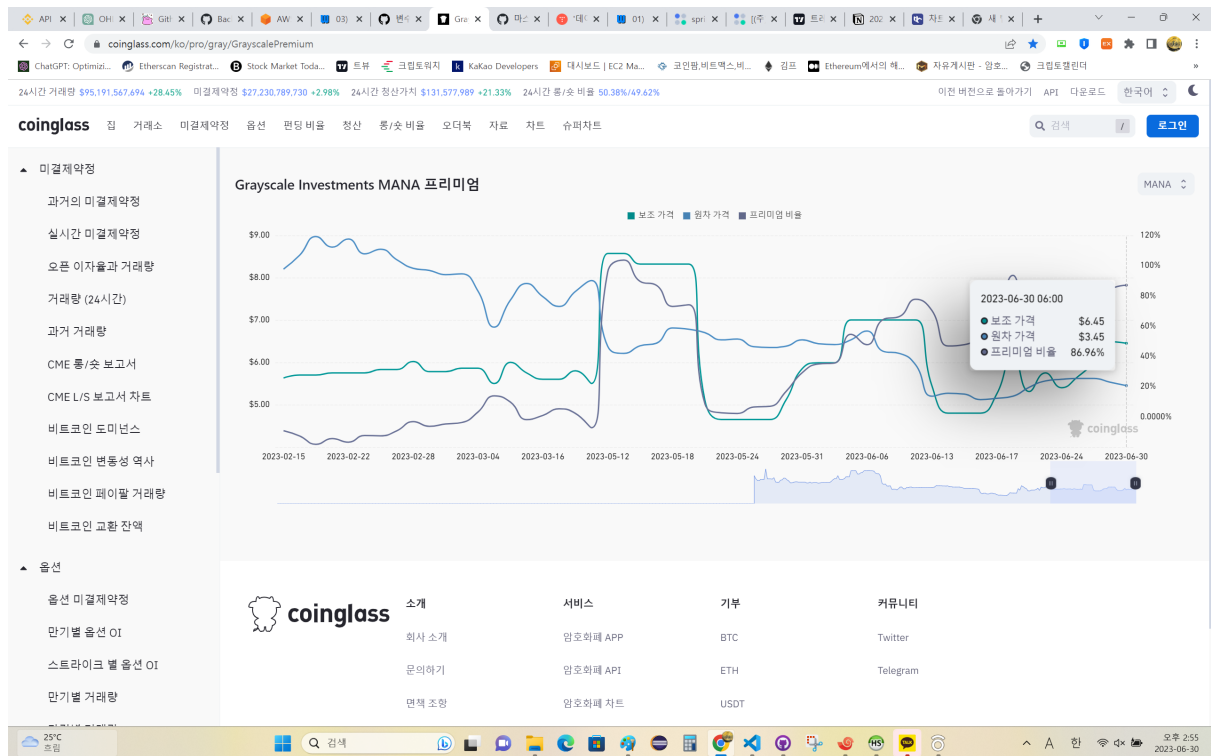 API
OHI
Gitl
Bac
AW
03)
변수
Gra
마스
'데(
01)
spri
[(주
트리
202
차트
새 !
coinglass.com/ko/pro/gray/GrayscalePremium
ChatGPT: Optimizi...
Etherscan Registrat...
Stock Market Toda...
트뷰
크립토워치
KaKao Developers
대시보드 | EC2 Ma...
코인팜,비트맥스,비...
김프
Ethereum에서의 해...
자유게시판 - 암호...
크립토캘린더
»
24시간 거래량 $95,191,567,694 +28.45% 미결제약정 $27,230,789,730 +2.98% 24시간 청산가치 $131,577,989 +21.33% 24시간 롱/숏 비율 50.38%/49.62%
이전 버전으로 돌아가기 API 다운로드 한국어
coinglass 집 거래소 미결제약정 옵션 펀딩 비율 청산 롱/숏 비율 오더북 자료 차트 슈퍼차트
검색 / 로그인
미결제약정
과거의 미결제약정
실시간 미결제약정
오픈 이자율과 거래량
거래량 (24시간)
과거 거래량
CME 롱/숏 보고서
CME L/S 보고서 차트
비트코인 도미넌스
비트코인 변동성 역사
비트코인 페이팔 거래량
비트코인 교환 잔액
옵션
옵션 미결제약정
만기별 옵션 OI
스트라이크 별 옵션 OI
만기별 거래량
Grayscale Investments MANA 프리미엄
MANA
보조 가격 원자 가격 프리미엄 비율
$9.00
$8.00
$7.00
$6.00
$5.00
120%
100%
80%
60%
40%
20%
0.0000%
2023-06-30 06:00
보조 가격 $6.45
원자 가격 $3.45
프리미엄 비율 86.96%
coinglass
2023-02-15 2023-02-22 2023-02-28 2023-03-04 2023-03-16 2023-05-12 2023-05-18 2023-05-24 2023-05-31 2023-06-06 2023-06-13 2023-06-17 2023-06-24 2023-06-30
coinglass
소개
회사 소개
문의하기
면책 조항
서비스
암호화폐 APP
암호화폐 API
암호화폐 차트
기부
BTC
ETH
USDT
커뮤니티
Twitter
Telegram
25°C
흐림
검색
A 한
오후 2:55
2023-06-30